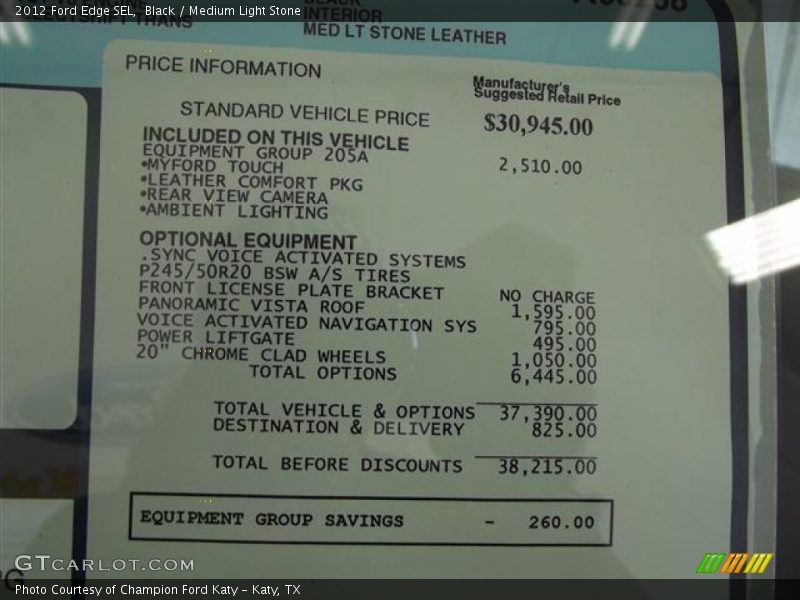 2012 Ford Edge SEL, Black / Medium Light Stone
BLACK
INTERIOR
MED LT STONE LEATHER
PRICE INFORMATION
Manufacturer's
Suggested Retail Price
STANDARD VEHICLE PRICE $30,945.00
INCLUDED ON THIS VEHICLE
EQUIPMENT GROUP 205A 2,510.00
•MYFORD TOUCH
•LEATHER COMFORT PKG
•REAR VIEW CAMERA
•AMBIENT LIGHTING
OPTIONAL EQUIPMENT
.SYNC VOICE ACTIVATED SYSTEMS
P245/50R20 BSW A/S TIRES
FRONT LICENSE PLATE BRACKET NO CHARGE
PANORAMIC VISTA ROOF 1,595.00
VOICE ACTIVATED NAVIGATION SYS 795.00
POWER LIFTGATE 495.00
20" CHROME CLAD WHEELS 1,050.00
TOTAL OPTIONS 6,445.00
TOTAL VEHICLE & OPTIONS 37,390.00
DESTINATION & DELIVERY 825.00
TOTAL BEFORE DISCOUNTS 38,215.00
EQUIPMENT GROUP SAVINGS - 260.00
GTCARLOT.COM
Photo Courtesy of Champion Ford Katy - Katy, TX